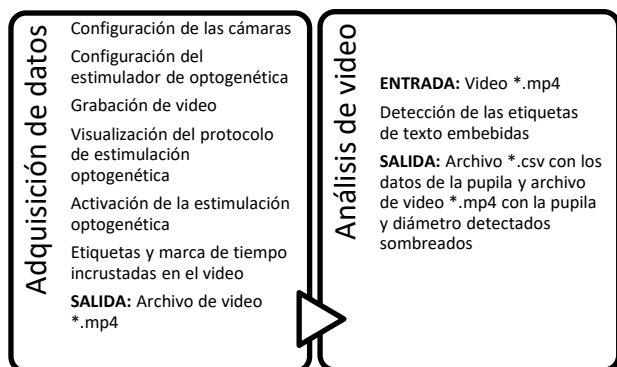 Adquisición de datos
Configuración de las cámaras
Configuración del
estimulador de optogenética
Grabación de video
Visualización del protocolo
de estimulación
optogenética
Activación de la estimulación
optogenética
Etiquetas y marca de tiempo
incrustadas en el video
SALIDA: Archivo de video
*.mp4
Análisis de video
ENTRADA: Video *.mp4
Detección de las etiquetas
de texto embebidas
SALIDA: Archivo *.csv con los
datos de la pupila y archivo
de video *.mp4 con la pupila
y diámetro detectados
sombreados